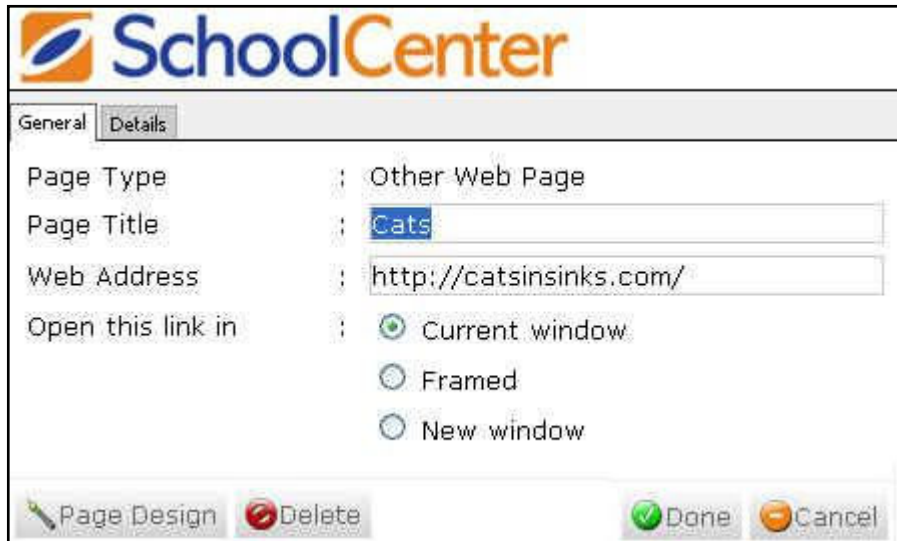 SchoolCenter
General Details
Page Type : Other Web Page
Page Title : Cats
Web Address : http://catsinsinks.com/
Open this link in : Current window
Framed
New window
Page Design Delete Done Cancel